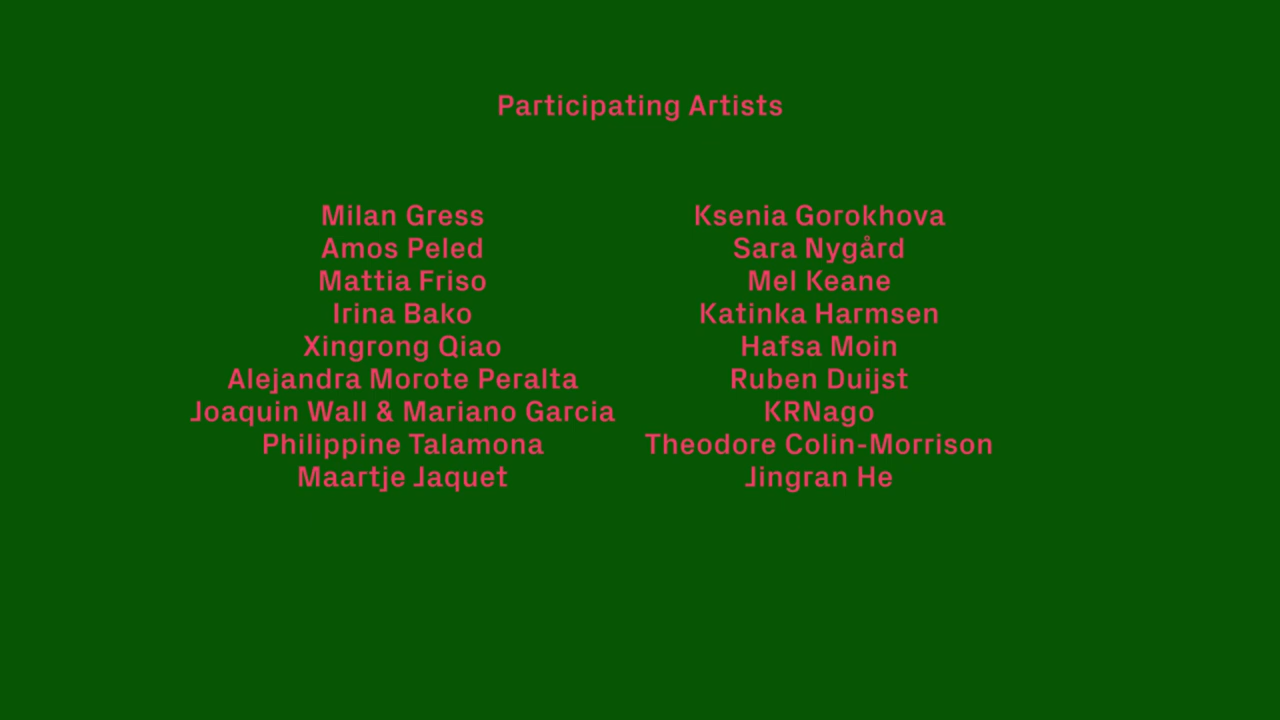 Participating Artists
Milan Gress
Amos Peled
Mattia Friso
Irina Bako
Xingrong Qiao
Alejandra Morote Peralta
Joaquin Wall & Mariano Garcia
Philippine Talamona
Maartje Jaquet
Ksenia Gorokhova
Sara Nygård
Mel Keane
Katinka Harmsen
Hafsa Moin
Ruben Duijst
KRNago
Theodore Colin-Morrison
Jingran He